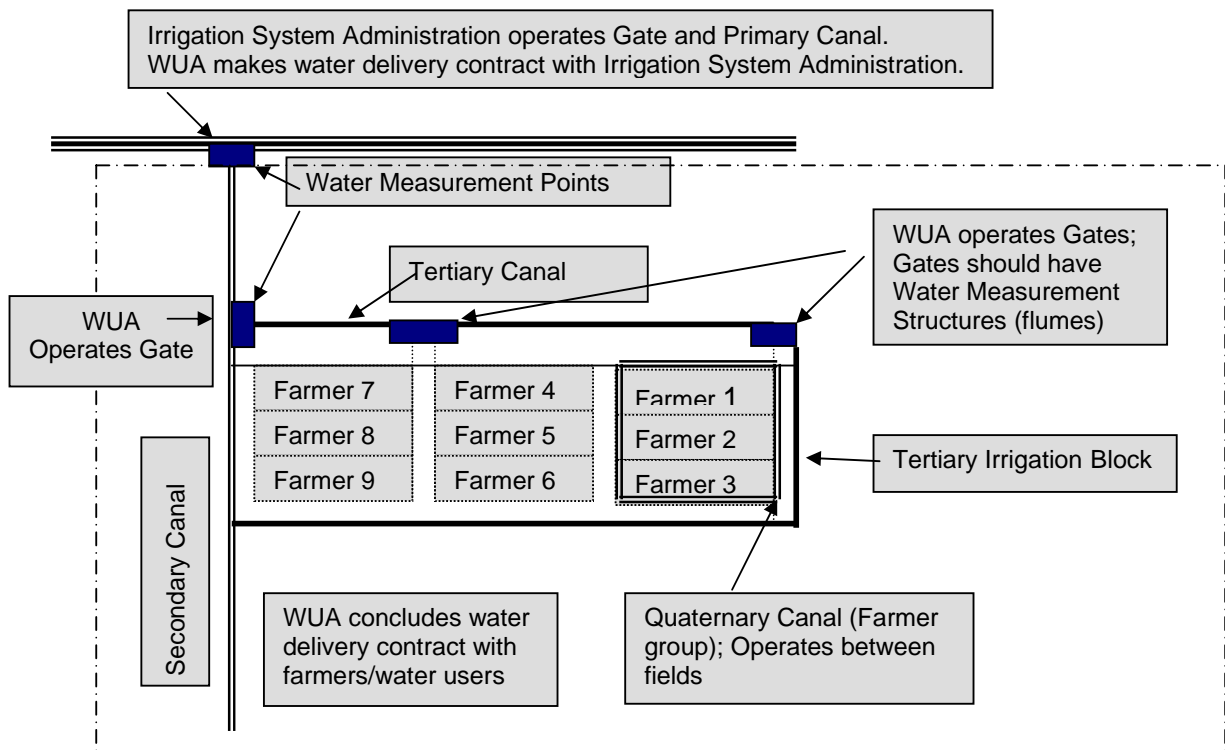 Irrigation System Administration operates Gate and Primary Canal.
WUA makes water delivery contract with Irrigation System Administration.
Water Measurement Points
WUA operates Gates;
Gates should have
Water Measurement
Structures (flumes)
Tertiary Canal
WUA
Operates Gate
Farmer 7
Farmer 4
Farmer 1
Farmer 8
Farmer 5
Farmer 2
Farmer 9
Farmer 6
Farmer 3
Tertiary Irrigation Block
Secondary Canal
WUA concludes water
delivery contract with
farmers/water users
Quaternary Canal (Farmer
group); Operates between
fields